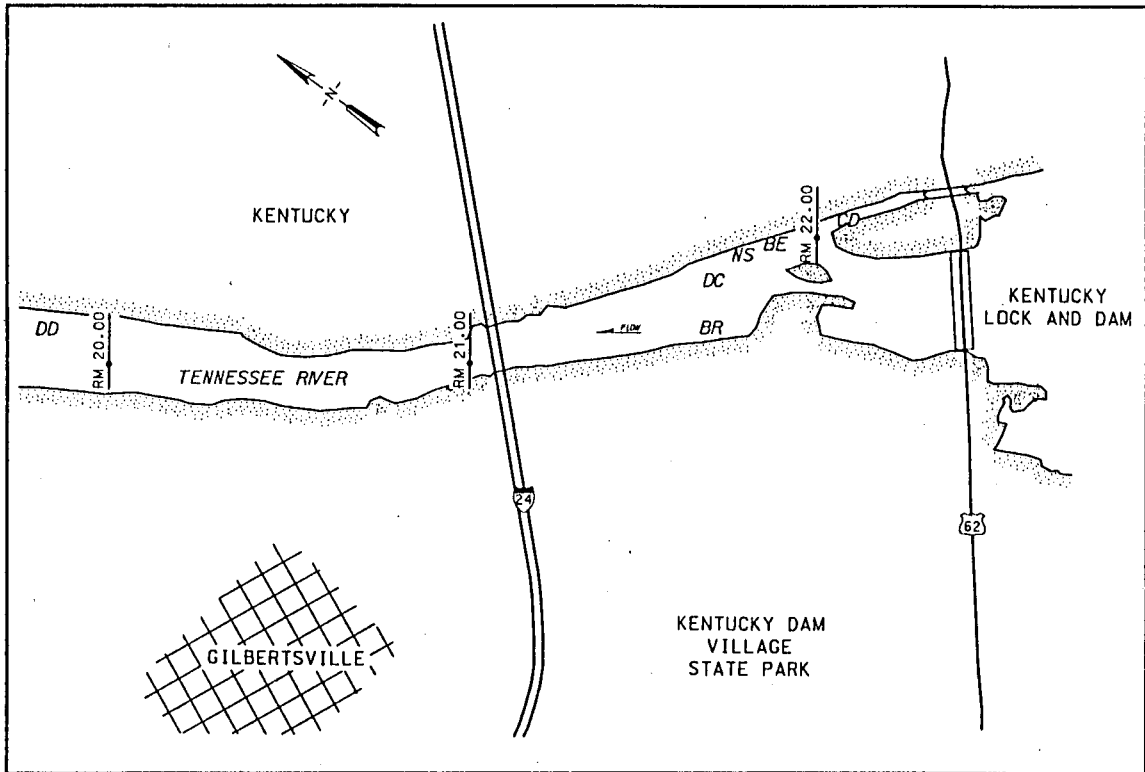 -N-
KENTUCKY
RM 22.00
CD
BE
NS
DC
KENTUCKY
LOCK AND DAM
DD
RM 20.00
RM 21.00
FLOW
BR
TENNESSEE RIVER
24
62
KENTUCKY DAM
VILLAGE
STATE PARK
GILBERTSVILLE